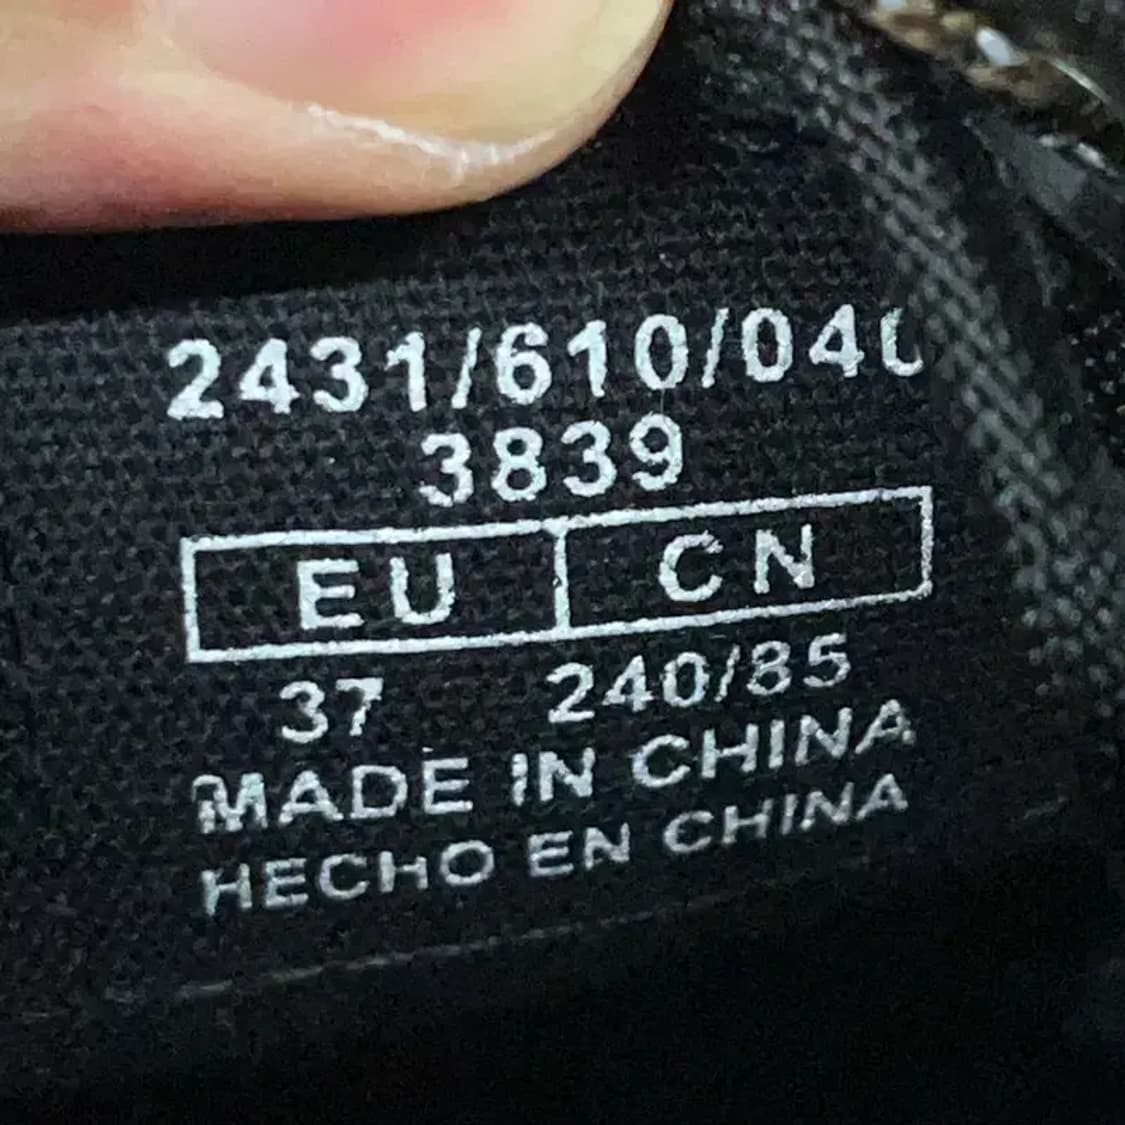 2431/610/040
3839
EU CN
37 240/85
MADE IN CHINA
HECHO EN CHINA